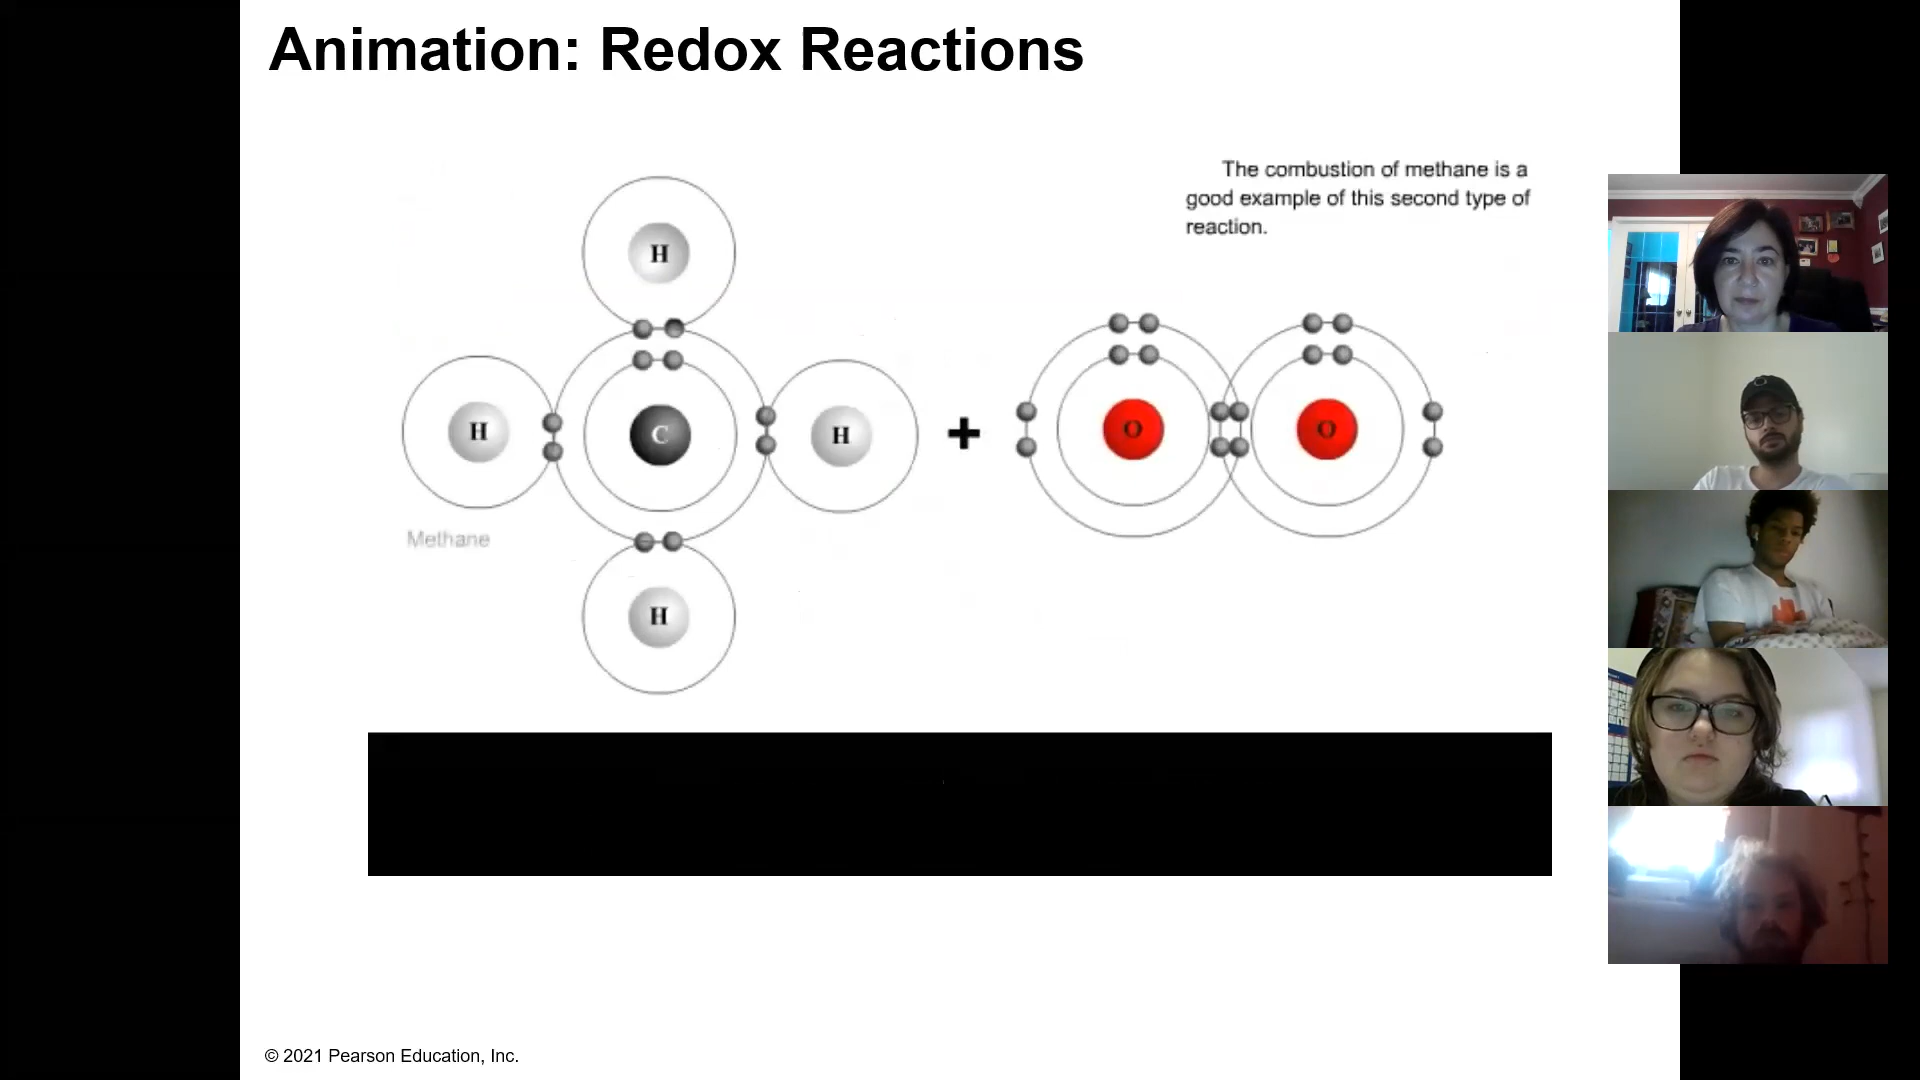 Animation: Redox Reactions
The combustion of methane is a
good example of this second type of
reaction.
H
H
C
H
+
O
O
Methane
H
© 2021 Pearson Education, Inc.